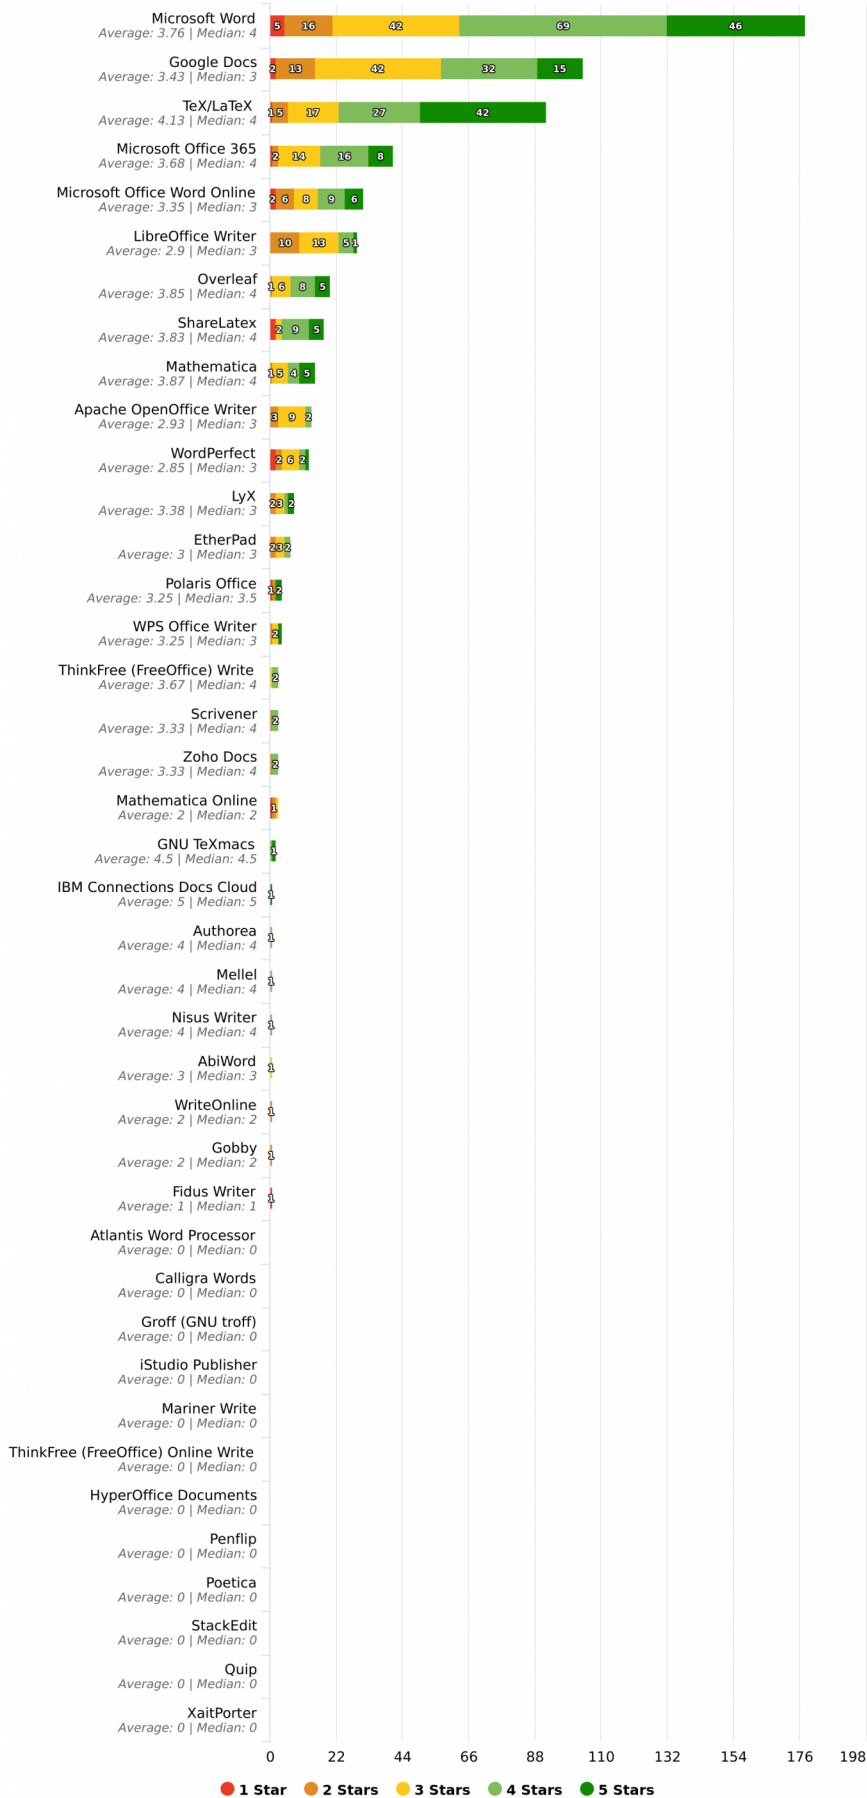 Microsoft Word
Average: 3.76 | Median: 4
5 16 42 69 46
Google Docs
Average: 3.43 | Median: 3
2 13 42 32 15
TeX/LaTeX
Average: 4.13 | Median: 4
1 5 17 27 42
Microsoft Office 365
Average: 3.68 | Median: 4
2 14 16 8
Microsoft Office Word Online
Average: 3.35 | Median: 3
2 6 8 9 6
LibreOffice Writer
Average: 2.9 | Median: 3
10 13 5 1
Overleaf
Average: 3.85 | Median: 4
1 6 8 5
ShareLatex
Average: 3.83 | Median: 4
2 9 5
Mathematica
Average: 3.87 | Median: 4
1 5 4 5
Apache OpenOffice Writer
Average: 2.93 | Median: 3
3 9 2
WordPerfect
Average: 2.85 | Median: 3
2 6 2
LyX
Average: 3.38 | Median: 3
2 3 2
EtherPad
Average: 3 | Median: 3
2 3 2
Polaris Office
Average: 3.25 | Median: 3.5
1 2
WPS Office Writer
Average: 3.25 | Median: 3
2
ThinkFree (FreeOffice) Write
Average: 3.67 | Median: 4
2
Scrivener
Average: 3.33 | Median: 4
2
Zoho Docs
Average: 3.33 | Median: 4
2
Mathematica Online
Average: 2 | Median: 2
1
GNU TeXmacs
Average: 4.5 | Median: 4.5
1
IBM Connections Docs Cloud
Average: 5 | Median: 5
1
Authorea
Average: 4 | Median: 4
1
Mellel
Average: 4 | Median: 4
1
Nisus Writer
Average: 4 | Median: 4
1
AbiWord
Average: 3 | Median: 3
1
WriteOnline
Average: 2 | Median: 2
1
Gobby
Average: 2 | Median: 2
1
Fidus Writer
Average: 1 | Median: 1
1
Atlantis Word Processor
Average: 0 | Median: 0
Calligra Words
Average: 0 | Median: 0
Groff (GNU troff)
Average: 0 | Median: 0
iStudio Publisher
Average: 0 | Median: 0
Mariner Write
Average: 0 | Median: 0
ThinkFree (FreeOffice) Online Write
Average: 0 | Median: 0
HyperOffice Documents
Average: 0 | Median: 0
Penflip
Average: 0 | Median: 0
Poetica
Average: 0 | Median: 0
StackEdit
Average: 0 | Median: 0
Quip
Average: 0 | Median: 0
XaitPorter
Average: 0 | Median: 0
0 22 44 66 88 110 132 154 176 198
1 Star 2 Stars 3 Stars 4 Stars 5 Stars